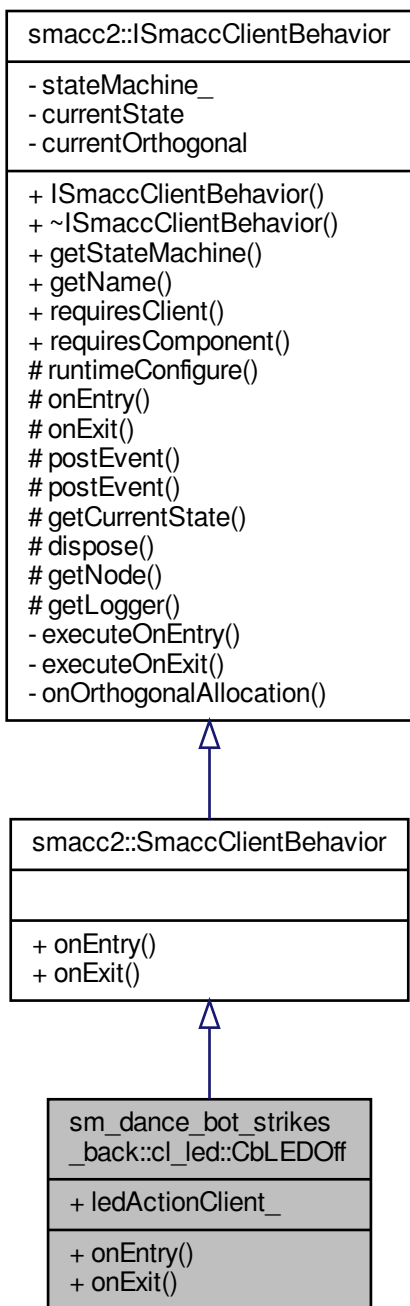 smacc2::ISmaccClientBehavior
- stateMachine_
- currentState
- currentOrthogonal
+ ISmaccClientBehavior()
+ ~ISmaccClientBehavior()
+ getStateMachine()
+ getName()
+ requiresClient()
+ requiresComponent()
# runtimeConfigure()
# onEntry()
# onExit()
# postEvent()
# postEvent()
# getCurrentState()
# dispose()
# getNode()
# getLogger()
- executeOnEntry()
- executeOnExit()
- onOrthogonalAllocation()
smacc2::SmaccClientBehavior
+ onEntry()
+ onExit()
sm_dance_bot_strikes
_back::cl_led::CbLEDOff
+ ledActionClient_
+ onEntry()
+ onExit()